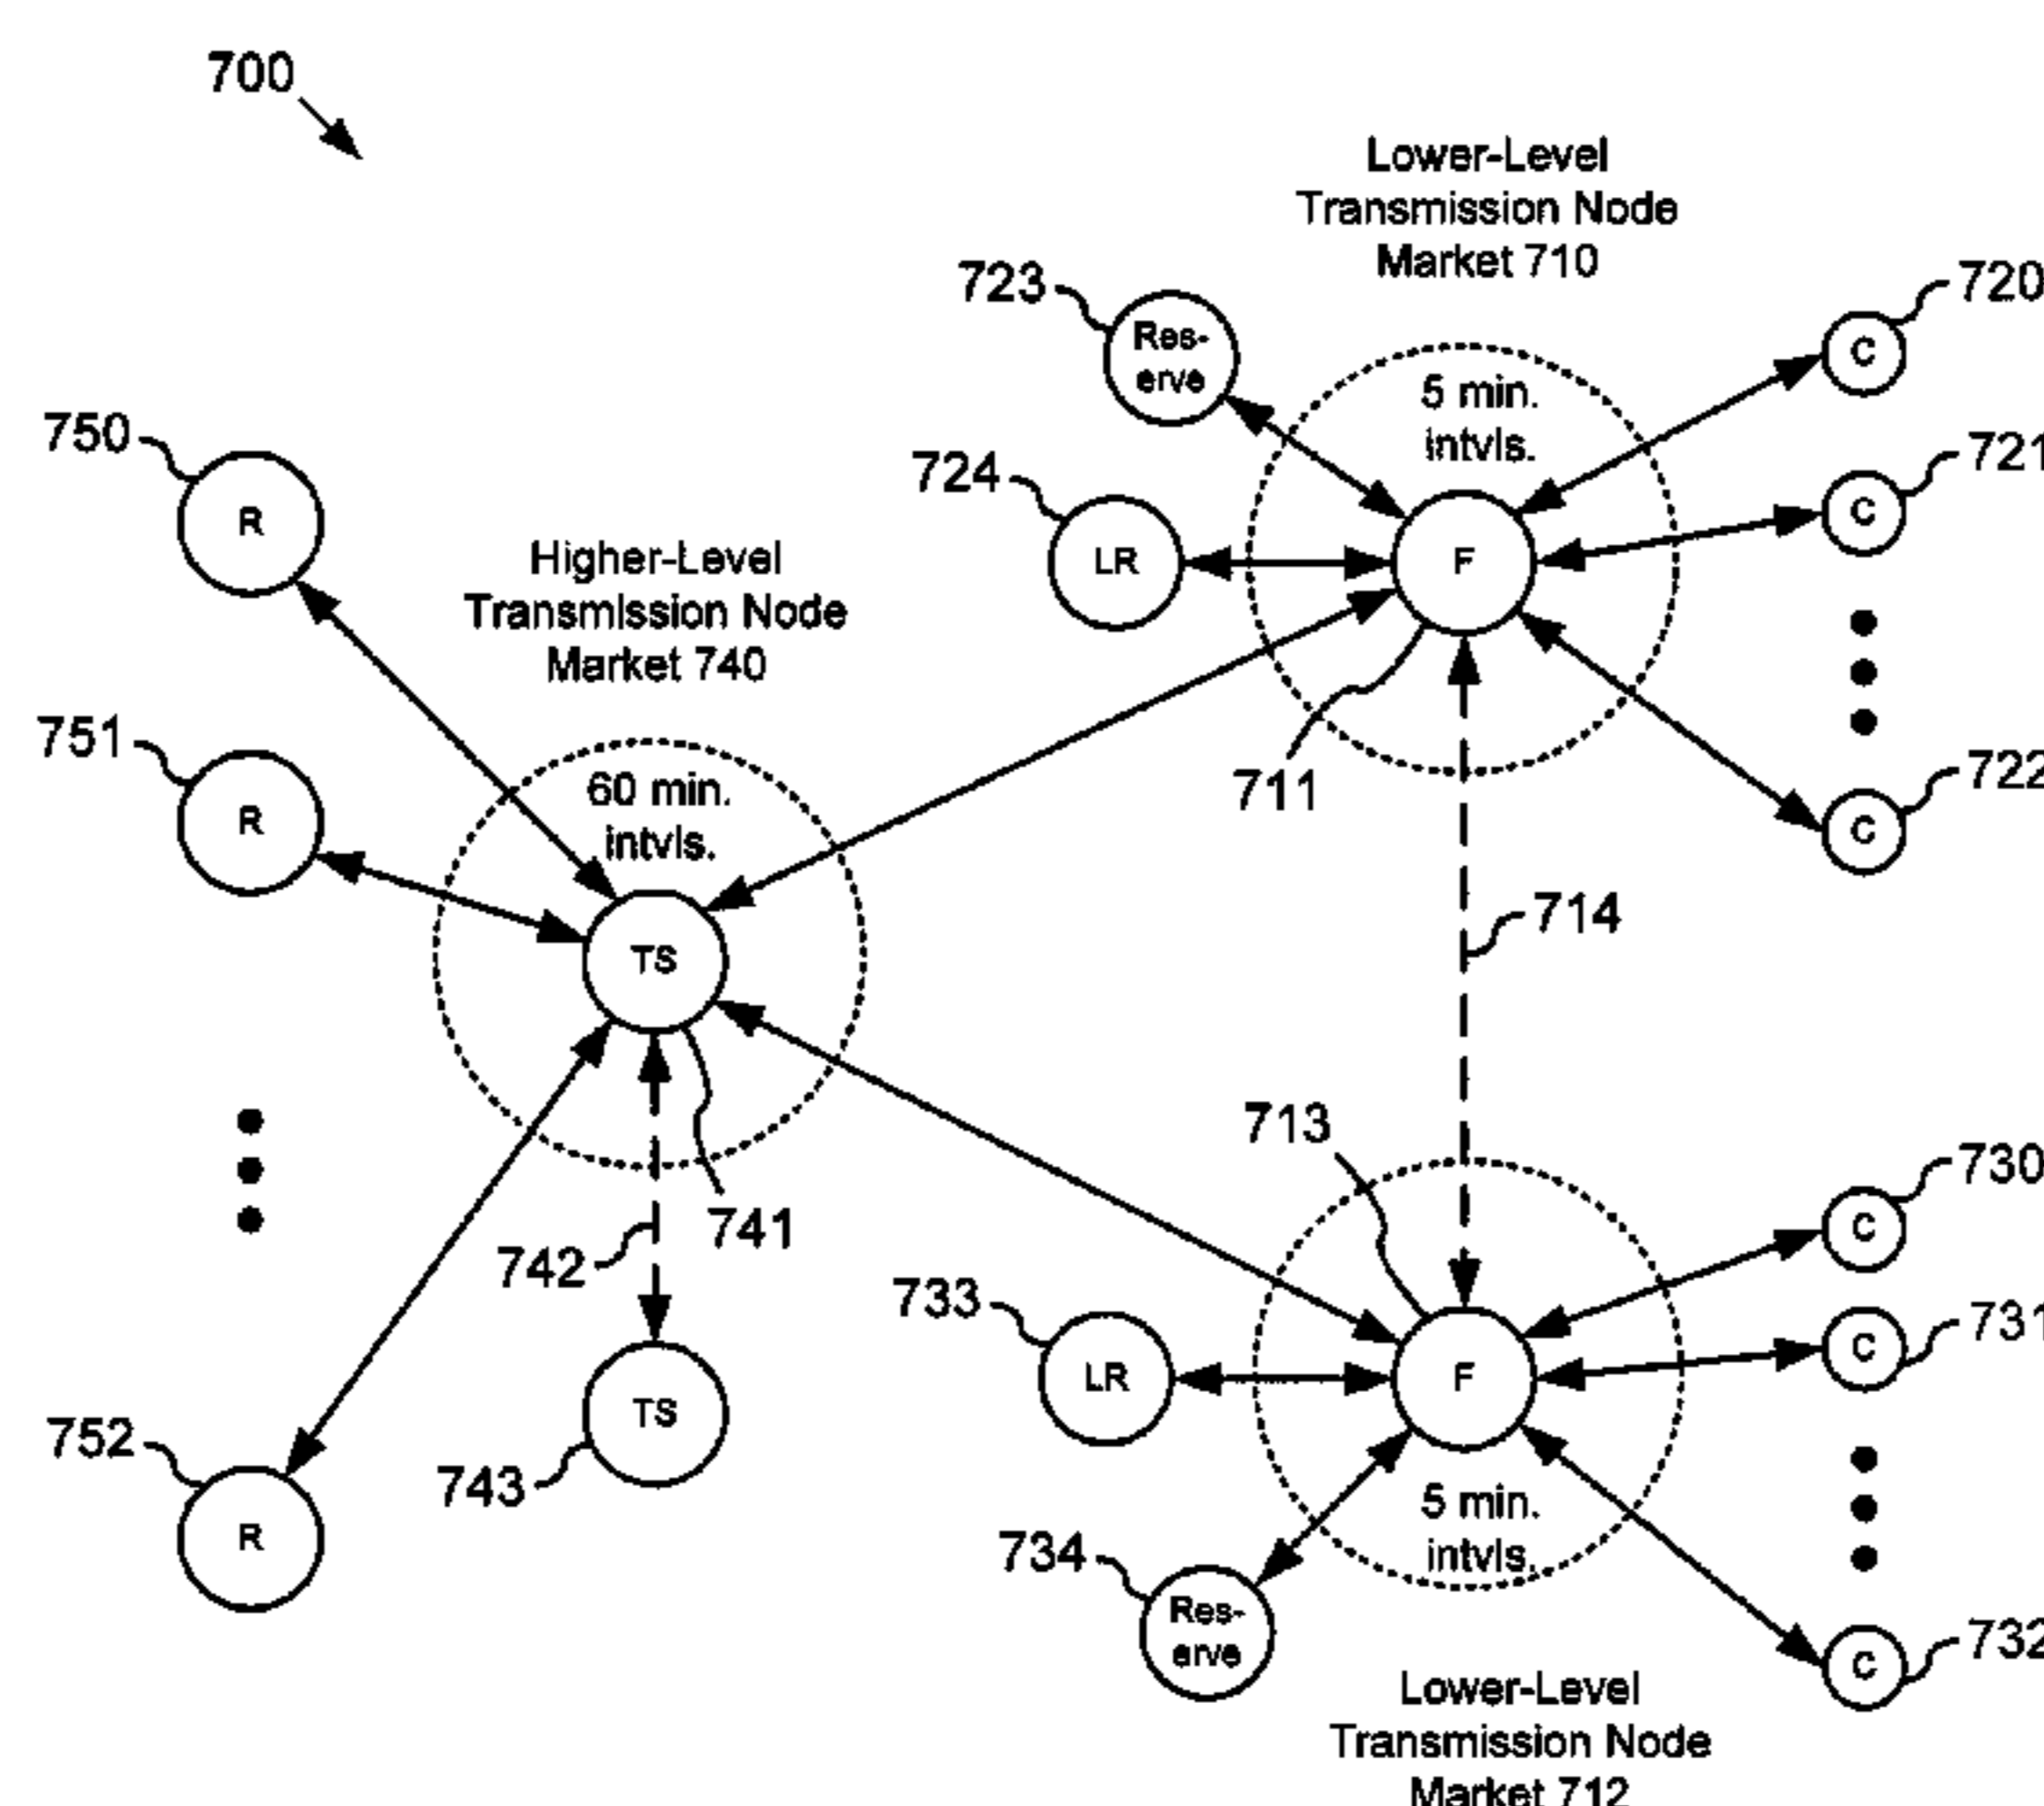 700
Lower-Level
Transmission Node
Market 710
723
Res-
erve
720
C
5 min.
intvls.
724
LR
F
721
C
750
R
Higher-Level
Transmission Node
Market 740
711
722
C
751
R
60 min.
intvls.
TS
714
741
742
713
730
C
733
LR
F
731
C
743
TS
752
R
5 min.
intvls.
734
Res-
erve
732
C
Lower-Level
Transmission Node
Market 712